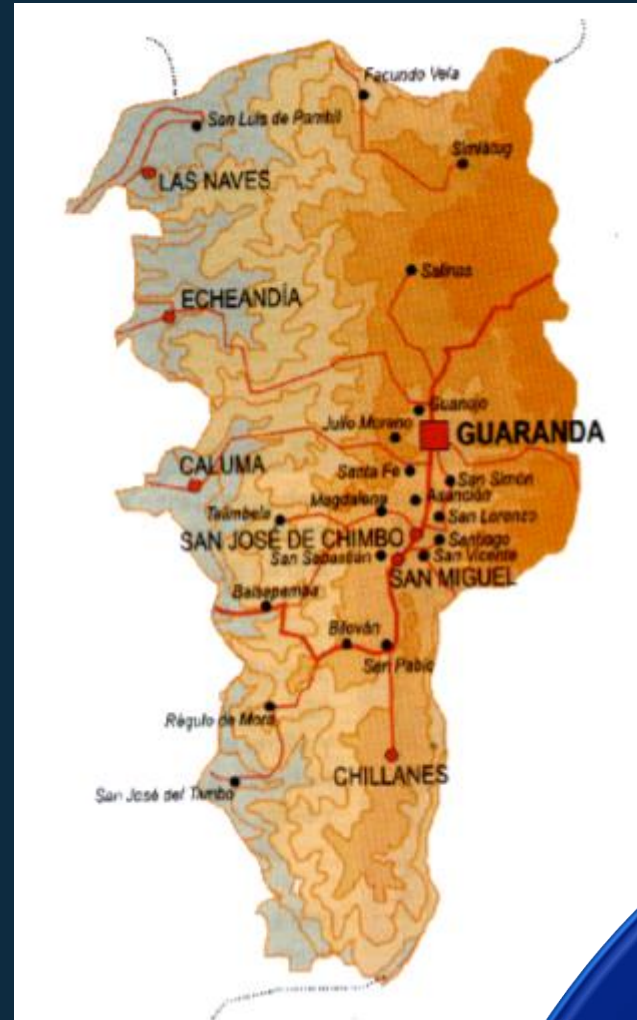 Facundo Vela
San Luis de Pambil
Simiátug
LAS NAVES
Salinas
ECHEANDÍA
Guanujo
Julio Moreno
GUARANDA
CALUMA
Santa Fe
San Simón
Magdalena
Asunción
Telimbela
San Lorenzo
SAN JOSÉ DE CHIMBO
Santiago
San Sebastián
San Vicente
SAN MIGUEL
Balsapamba
Bilován
San Pablo
Régulo de Mora
CHILLANES
San José del Tambo